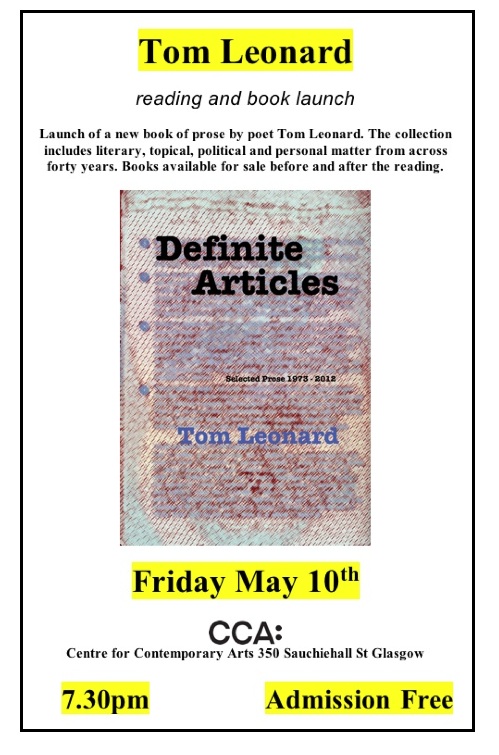 Tom Leonard
reading and book launch
Launch of a new book of prose by poet Tom Leonard. The collection
includes literary, topical, political and personal matter from across
forty years. Books available for sale before and after the reading.
Definite
Articles
Selected Prose 1973 - 2012
Tom Leonard
Friday May 10th
CCA:
Centre for Contemporary Arts 350 Sauchiehall St Glasgow
7.30pm Admission Free